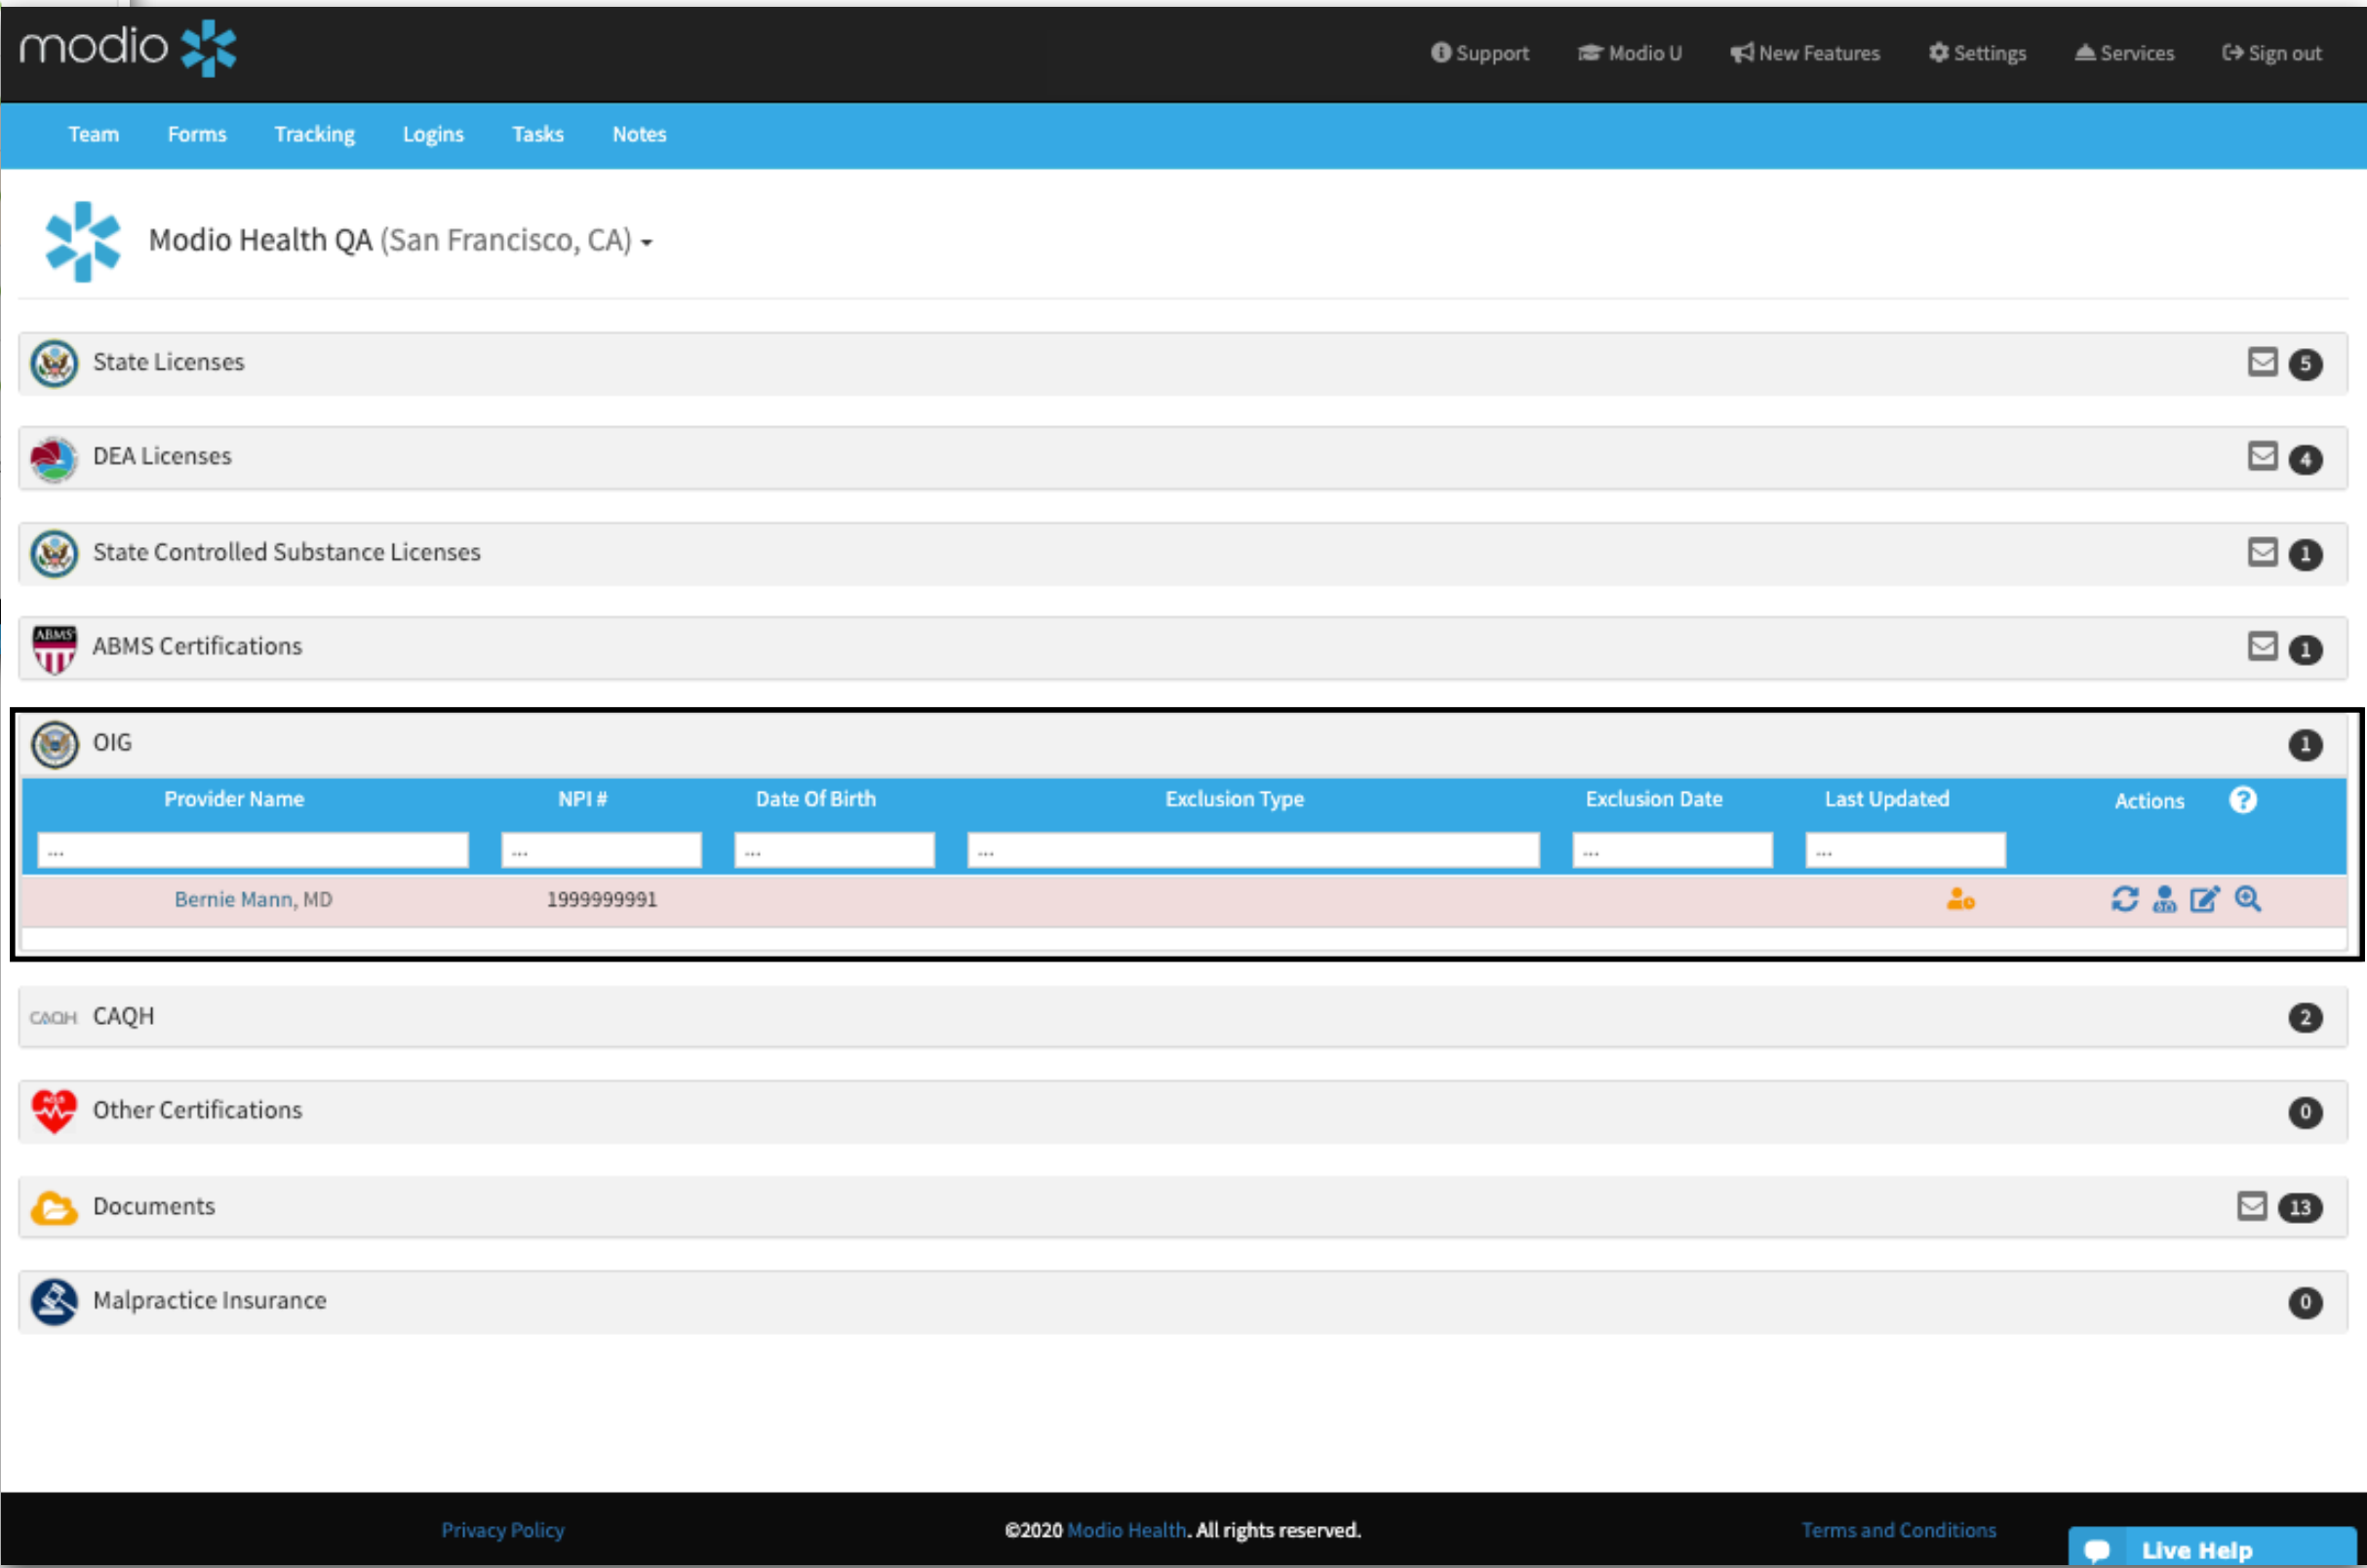 modio
Support Modio U New Features Settings Services Sign out
Team Forms Tracking Logins Tasks Notes
Modio Health QA (San Francisco, CA)
State Licenses 5
DEA Licenses 4
State Controlled Substance Licenses 1
ABMS ABMS Certifications 1
OIG 1
Provider Name NPI # Date Of Birth Exclusion Type Exclusion Date Last Updated Actions ?
... ... ... ... ... ...
Bernie Mann, MD 1999999991
CAQH CAQH 2
ACLS Other Certifications 0
Documents 13
Malpractice Insurance 0
Privacy Policy ©2020 Modio Health. All rights reserved. Terms and Conditions
Live Help